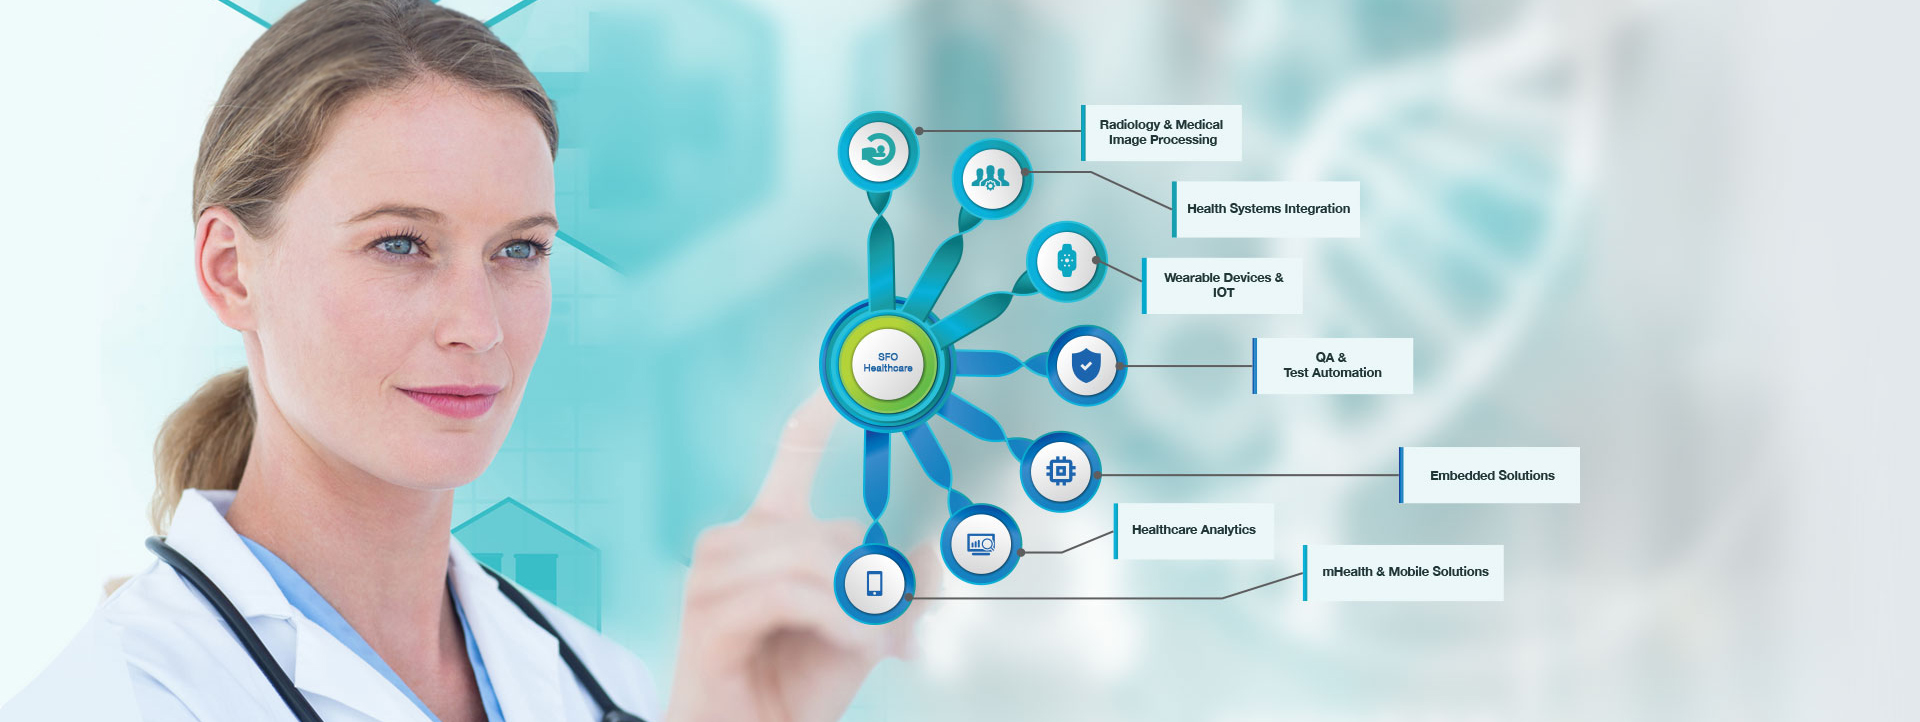 Radiology & Medical
Image Processing
Health Systems Integration
Wearable Devices &
IOT
SFO
Healthcare
QA &
Test Automation
Embedded Solutions
Healthcare Analytics
mHealth & Mobile Solutions